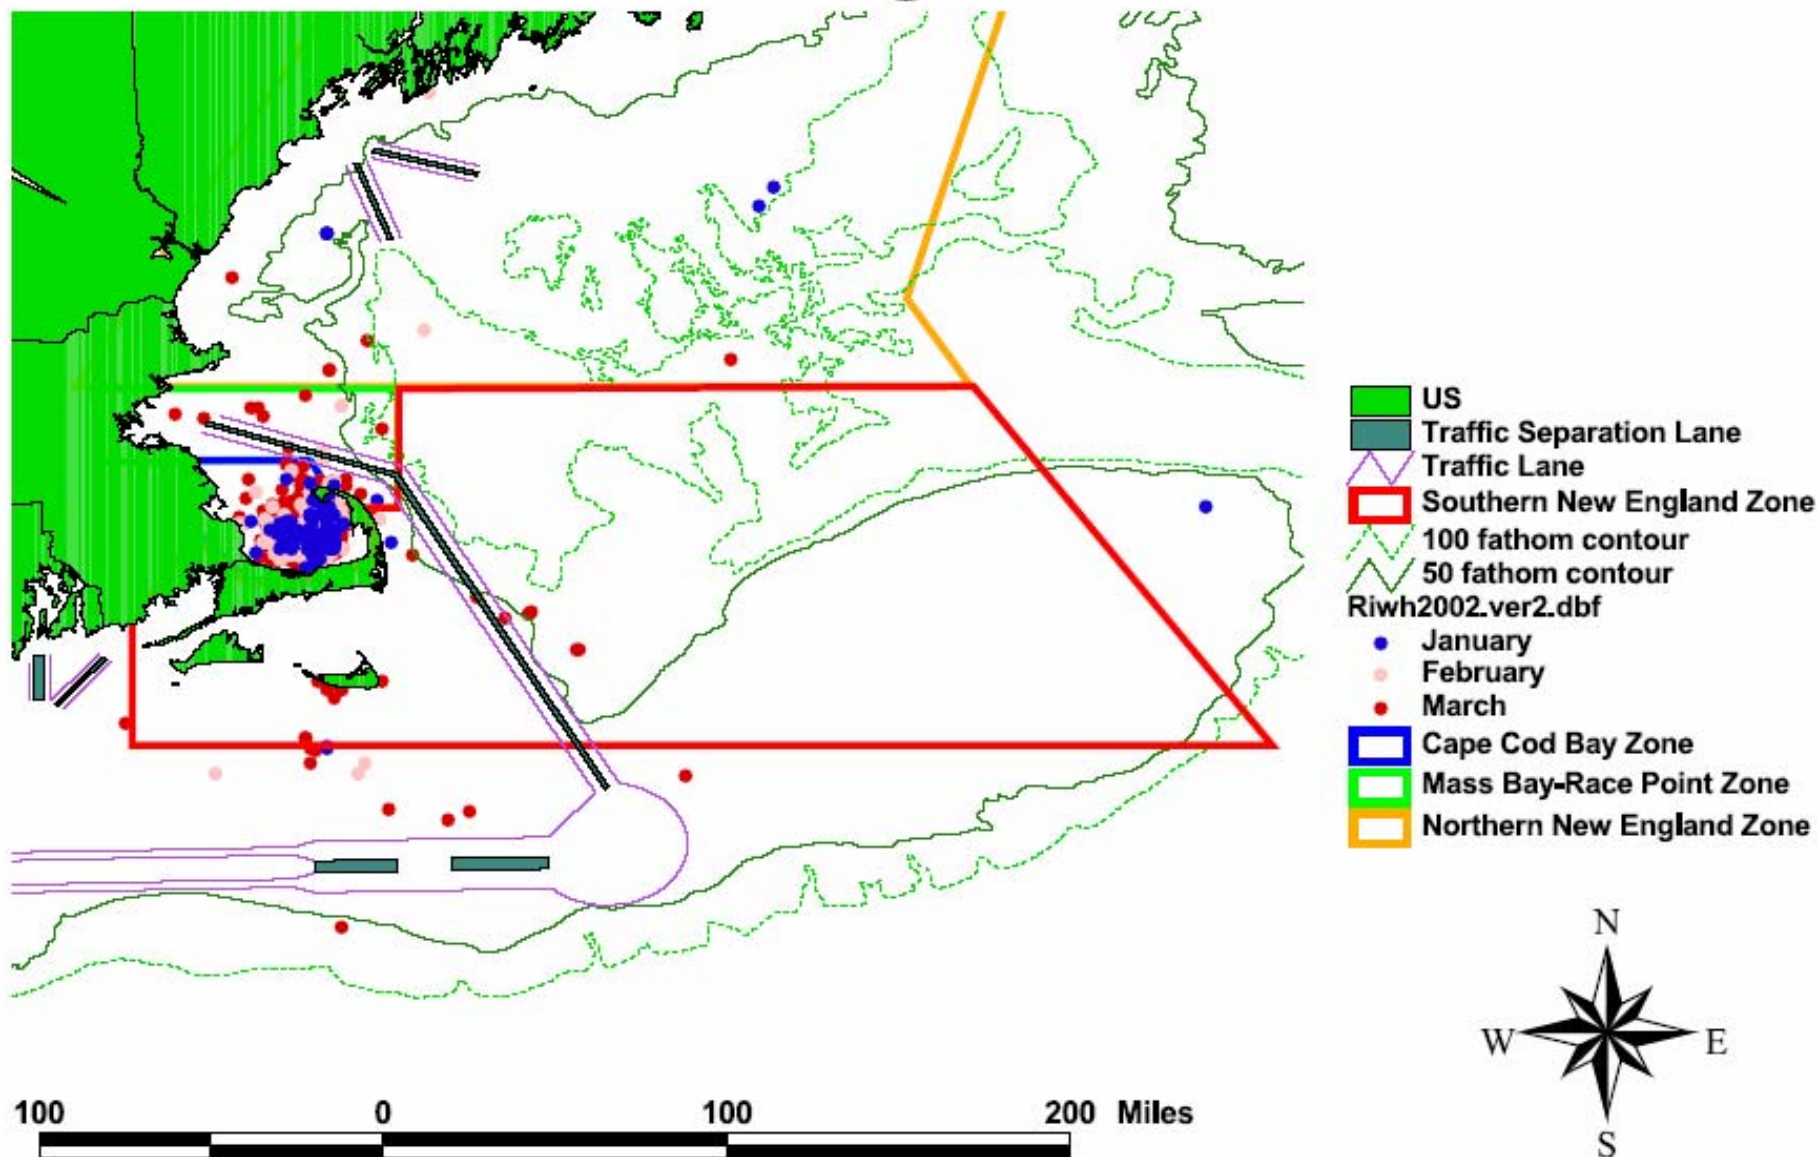 US
Traffic Separation Lane
Traffic Lane
Southern New England Zone
100 fathom contour
50 fathom contour
Riwh2002.ver2.dbf
January
February
March
Cape Cod Bay Zone
Mass Bay-Race Point Zone
Northern New England Zone
N
W E
S
100 0 100 200 Miles